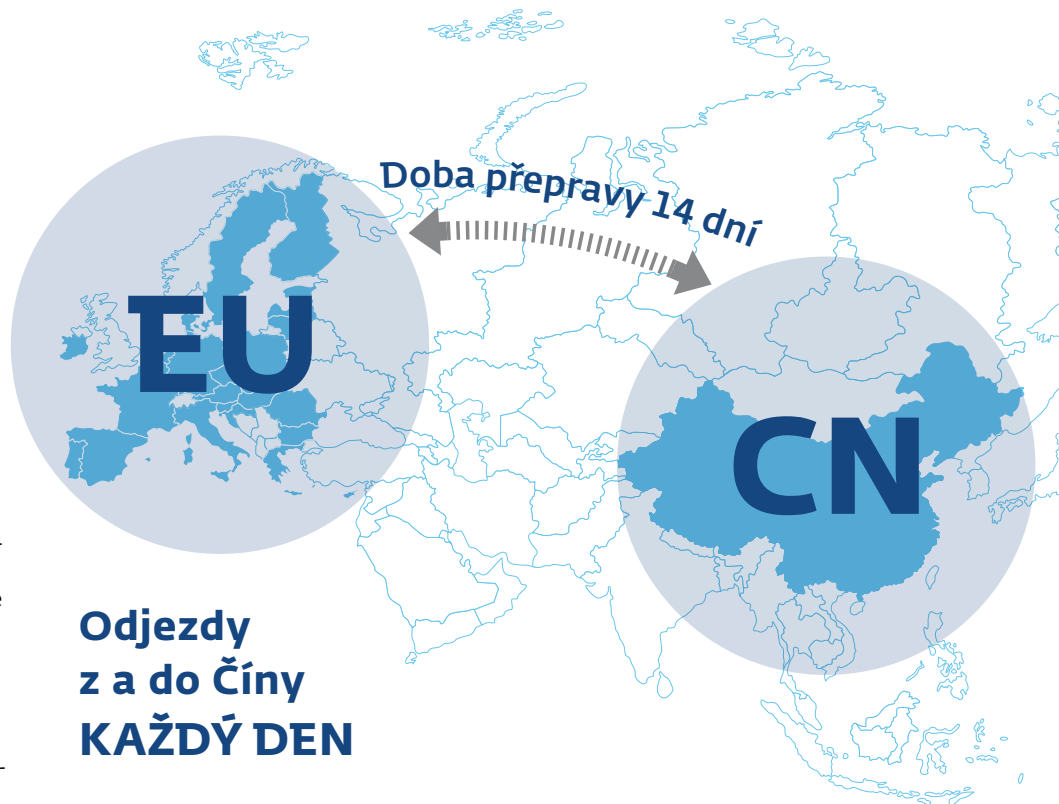 Doba přepravy 14 dní
EU
CN
Odjezdy
z a do Číny
KAŽDÝ DEN